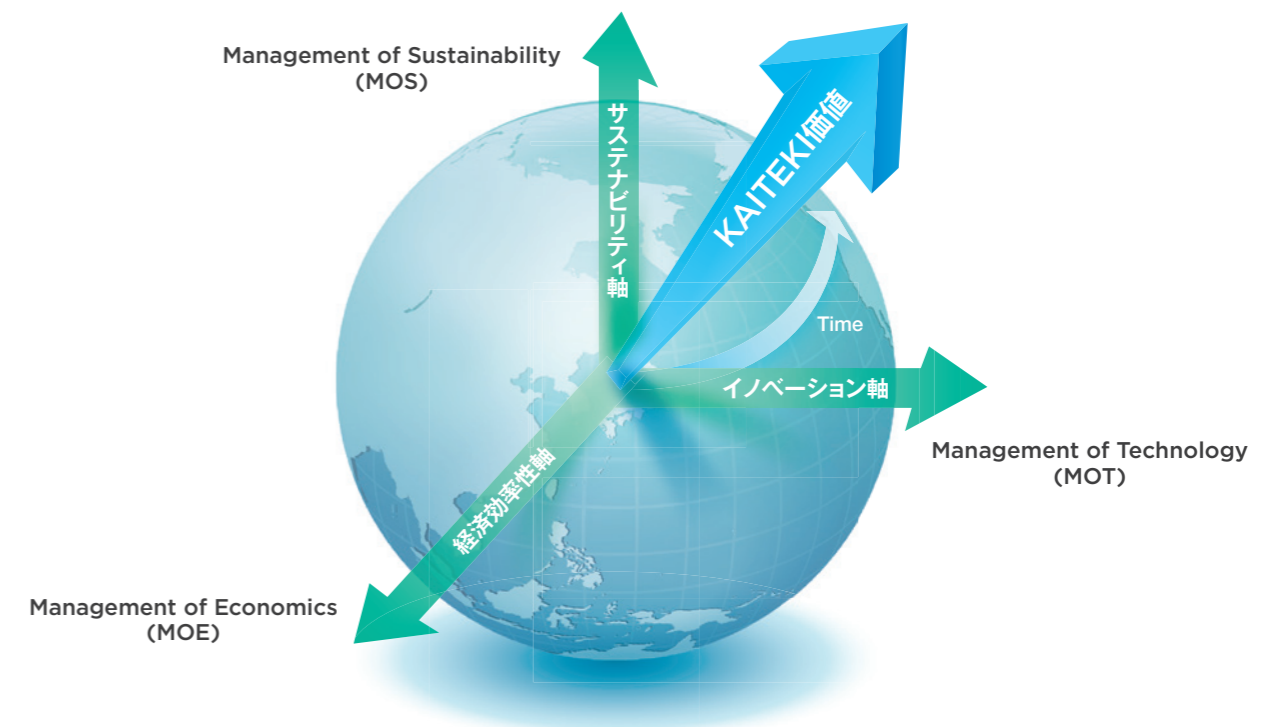 Management of Sustainability
(MOS)
サステナビリティ軸
KAITEKI価値
Time
イノベーション軸
Management of Technology
(MOT)
経済効率性軸
Management of Economics
(MOE)